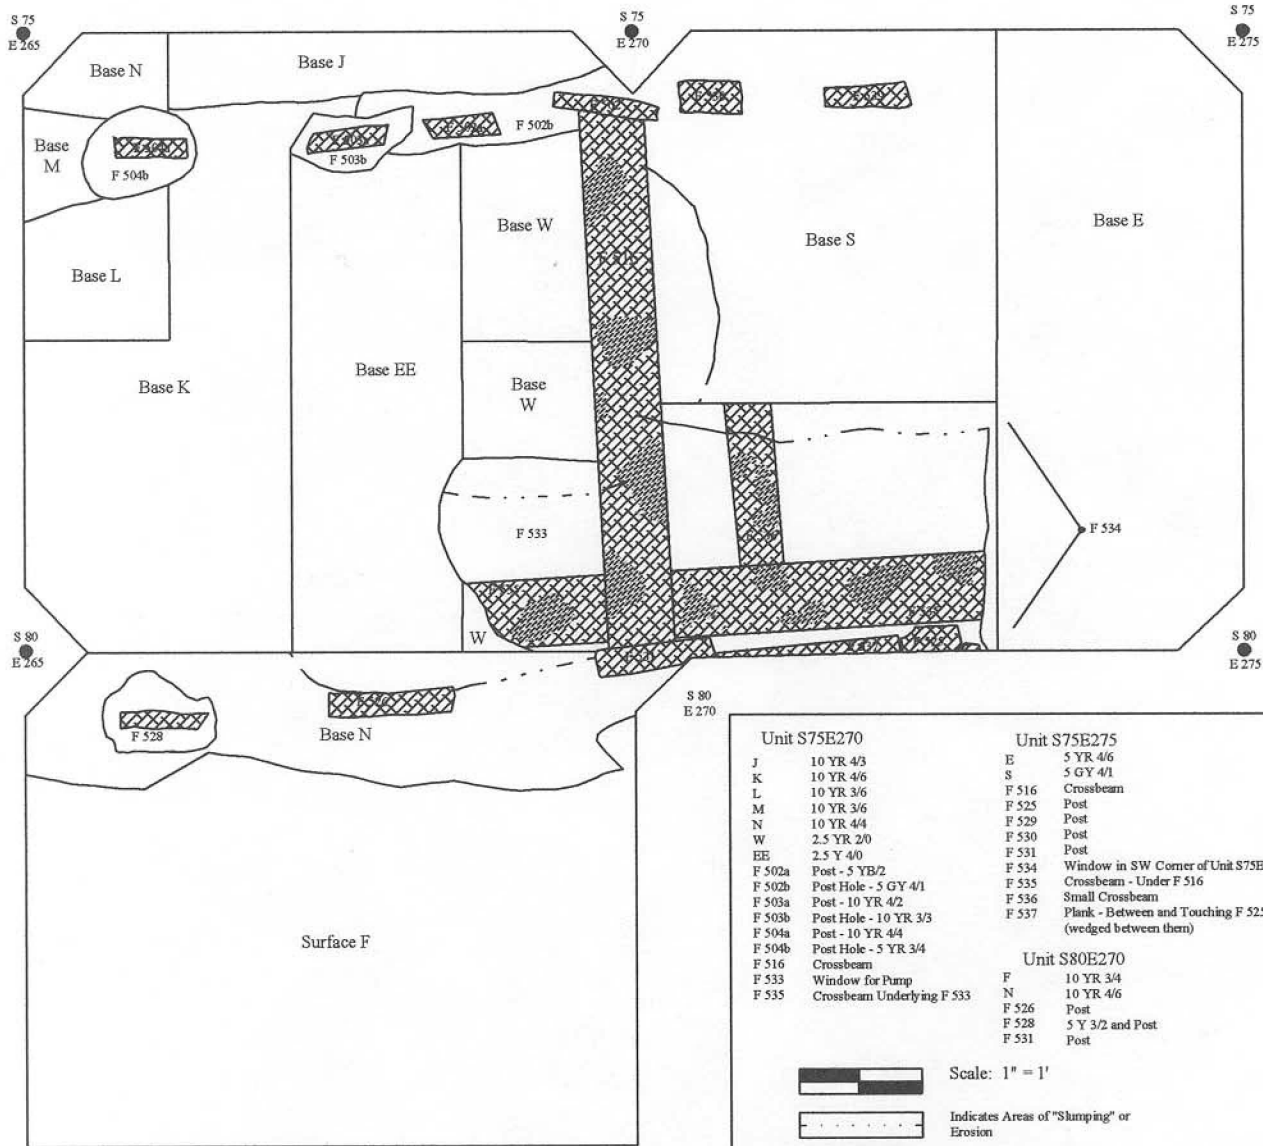 S 75
E 265
S 75
E 270
S 75
E 275
Base N
Base J
Base M
F 504b
F 503b
F 502b
Base L
Base W
Base S
Base E
Base K
Base EE
Base W
F 533
F 534
W
S 80
E 265
S 80
E 270
S 80
E 275
F 528
Base N
Surface F
Unit S75E270
J 10 YR 4/3
K 10 YR 4/6
L 10 YR 3/6
M 10 YR 3/6
N 10 YR 4/4
W 2.5 YR 2/0
EE 2.5 Y 4/0
F 502a Post - 5 YB/2
F 502b Post Hole - 5 GY 4/1
F 503a Post - 10 YR 4/2
F 503b Post Hole - 10 YR 3/3
F 504a Post - 10 YR 4/4
F 504b Post Hole - 5 YR 3/4
F 516 Crossbeam
F 533 Window for Pump
F 535 Crossbeam Underlying F 533
Unit S75E275
E 5 YR 4/6
S 5 GY 4/1
F 516 Crossbeam
F 525 Post
F 529 Post
F 530 Post
F 531 Post
F 534 Window in SW Corner of Unit S75E
F 535 Crossbeam - Under F 516
F 536 Small Crossbeam
F 537 Plank - Between and Touching F 525
(wedged between them)
Unit S80E270
F 10 YR 3/4
N 10 YR 4/6
F 526 Post
F 528 5 Y 3/2 and Post
F 531 Post
Scale: 1" = 1'
Indicates Areas of "Slumping" or
Erosion